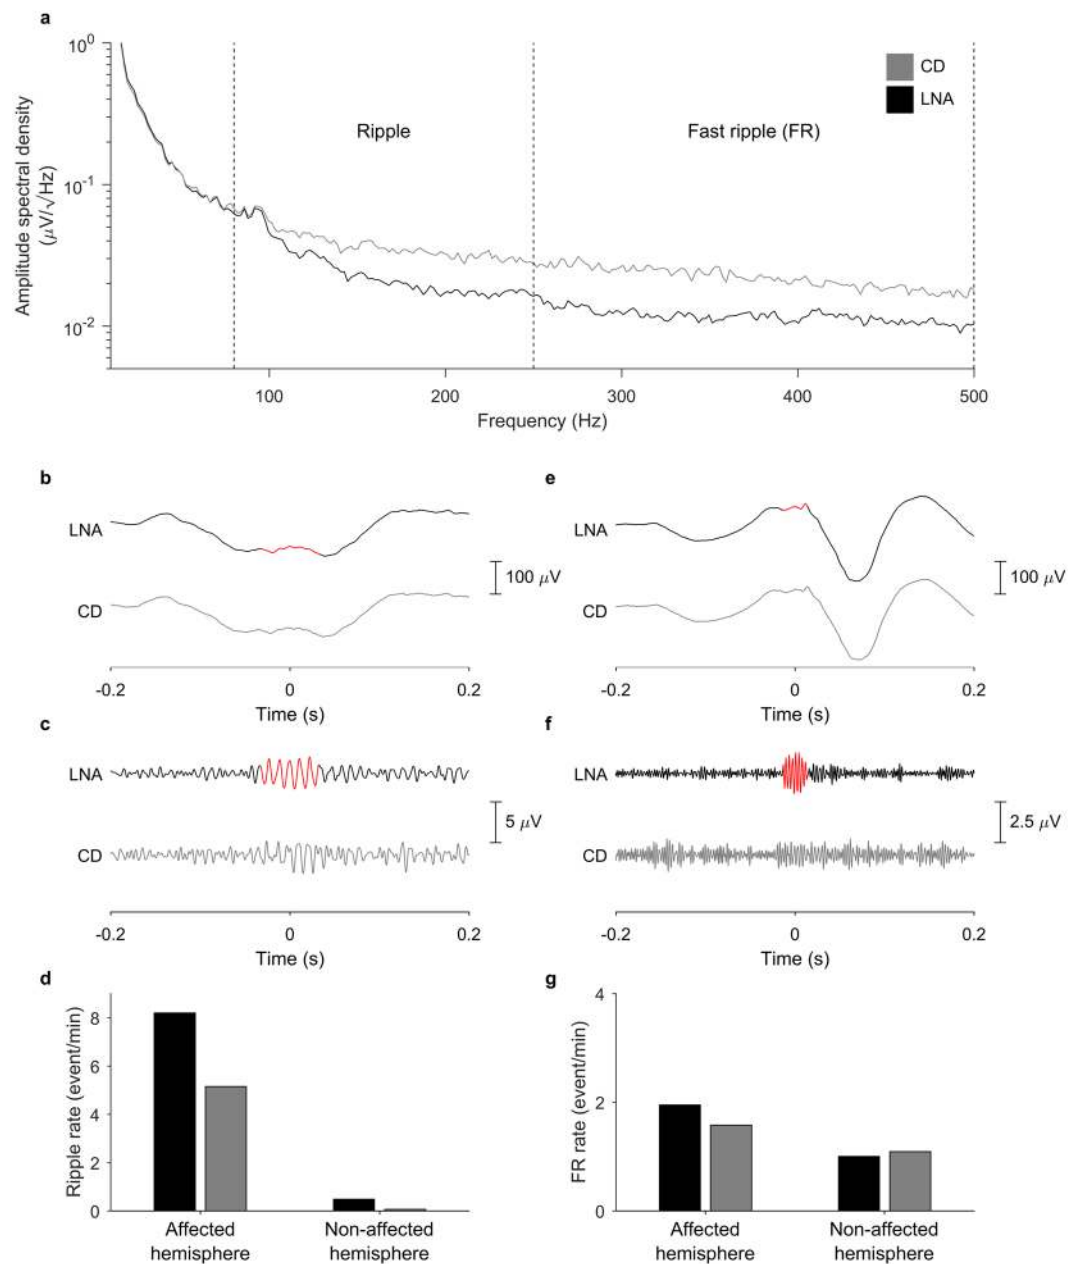 a
10^0
10^-1
10^-2
Amplitude spectral density
(μV/√Hz)
Ripple
Fast ripple (FR)
CD
LNA
100
200
300
400
500
Frequency (Hz)
b
LNA
CD
100 μV
-0.2
0
0.2
Time (s)
e
LNA
CD
100 μV
-0.2
0
0.2
Time (s)
c
LNA
CD
5 μV
-0.2
0
0.2
Time (s)
f
LNA
CD
2.5 μV
-0.2
0
0.2
Time (s)
d
Ripple rate (event/min)
8
6
4
2
0
Affected
hemisphere
Non-affected
hemisphere
g
FR rate (event/min)
4
2
0
Affected
hemisphere
Non-affected
hemisphere